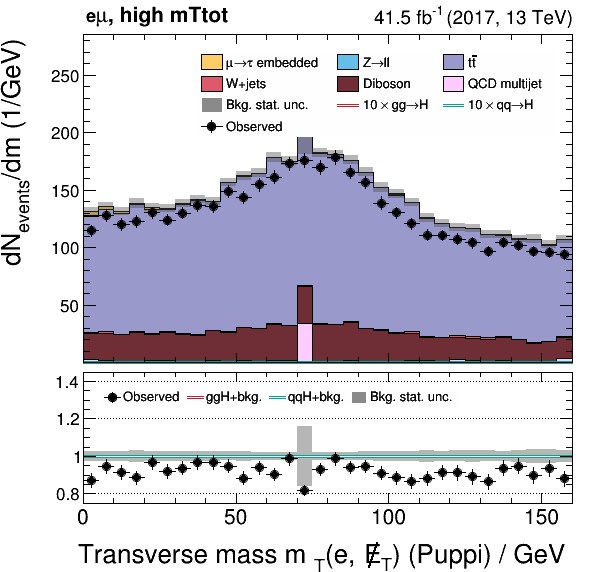 eμ, high mTtot 41.5 fb⁻¹ (2017, 13 TeV)
dN_events/dm (1/GeV)
μ→τ embedded Z→ll tt̄
W+jets Diboson QCD multijet
Bkg. stat. unc. 10 × gg→H 10 × qq→H
Observed
250
200
150
100
50
Observed ggH+bkg. qqH+bkg. Bkg. stat. unc.
1.4
1.2
1
0.8
0 50 100 150
Transverse mass m_T(e, E̸_T) (Puppi) / GeV